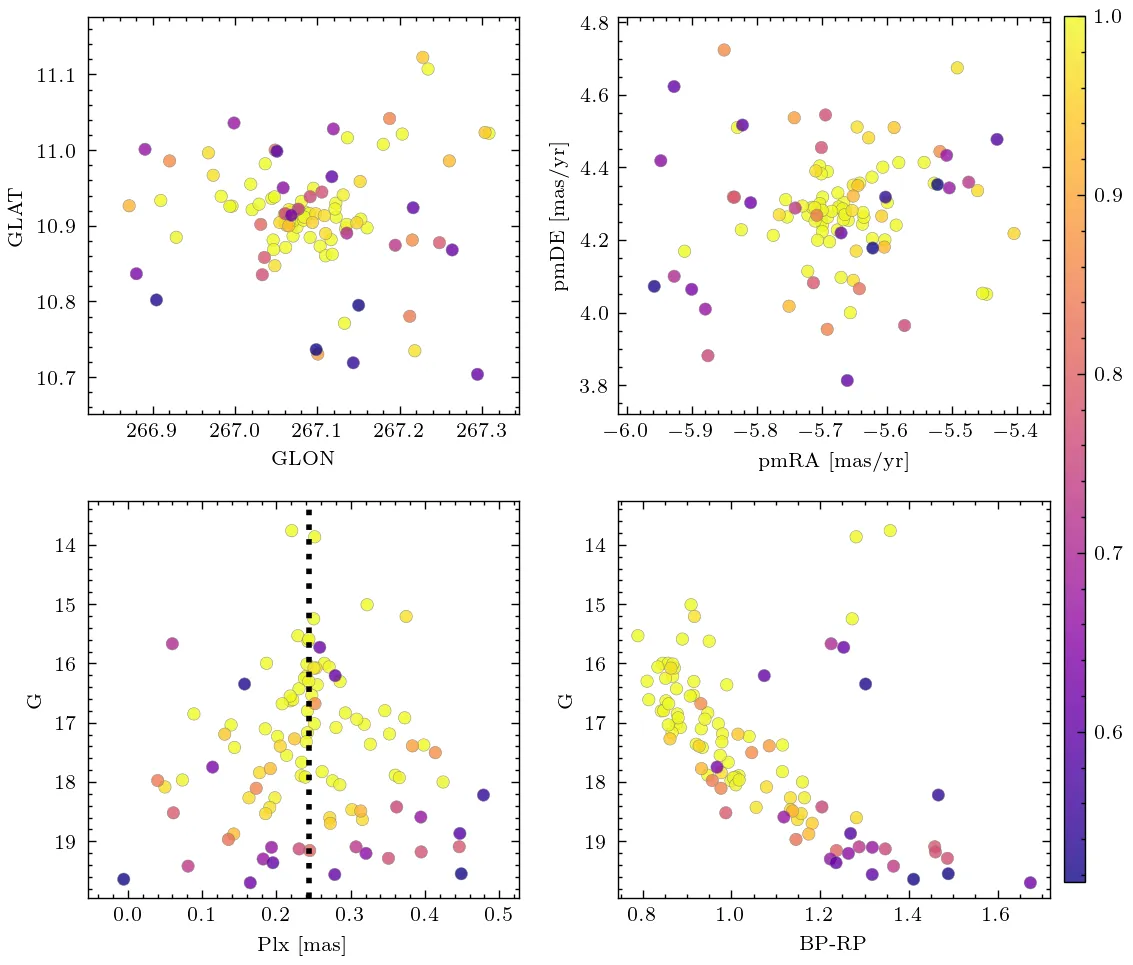 11.1
11.0
10.9
10.8
10.7
GLAT
266.9 267.0 267.1 267.2 267.3
GLON
4.8
4.6
4.4
4.2
4.0
3.8
pmDE [mas/yr]
−6.0 −5.9 −5.8 −5.7 −5.6 −5.5 −5.4
pmRA [mas/yr]
1.0
0.9
0.8
0.7
0.6
14
15
16
17
18
19
G
0.0 0.1 0.2 0.3 0.4 0.5
Plx [mas]
14
15
16
17
18
19
G
0.8 1.0 1.2 1.4 1.6
BP-RP